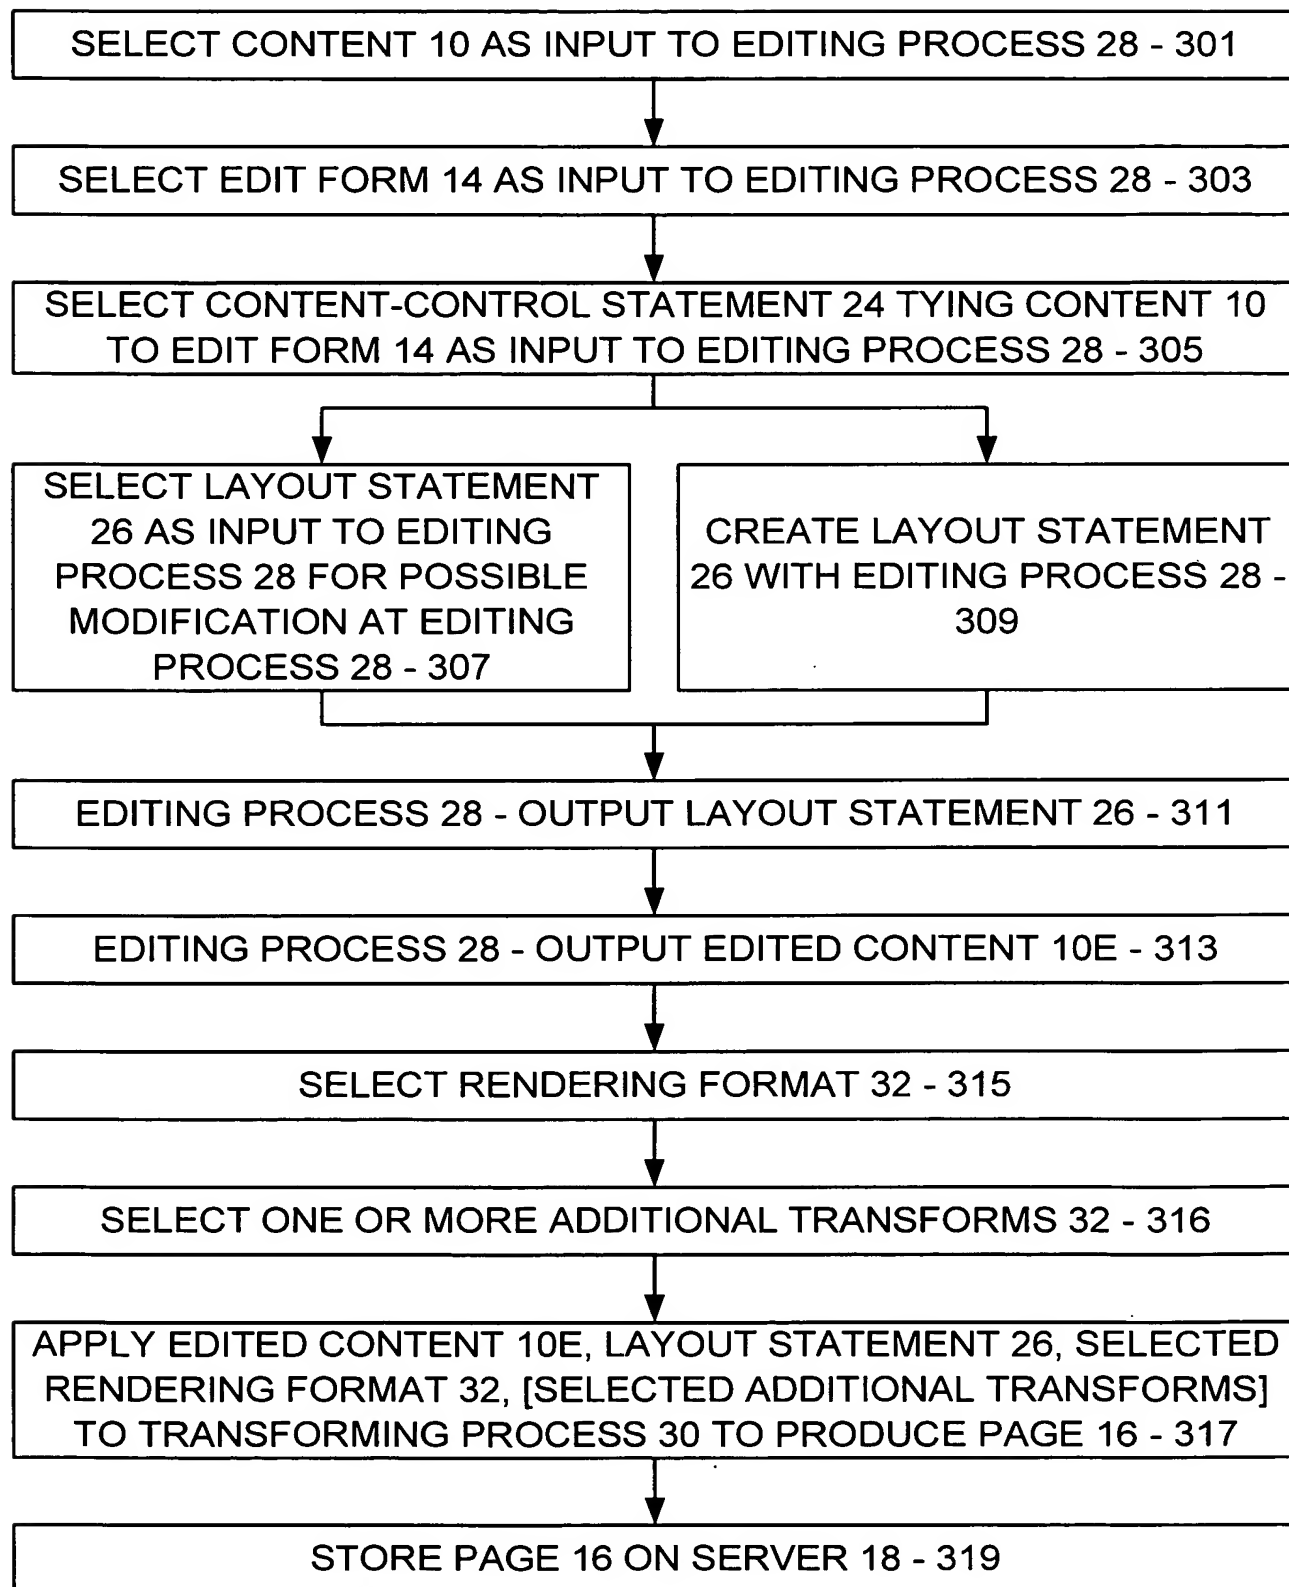 SELECT CONTENT 10 AS INPUT TO EDITING PROCESS 28 - 301
SELECT EDIT FORM 14 AS INPUT TO EDITING PROCESS 28 - 303
SELECT CONTENT-CONTROL STATEMENT 24 TYING CONTENT 10
TO EDIT FORM 14 AS INPUT TO EDITING PROCESS 28 - 305
SELECT LAYOUT STATEMENT
26 AS INPUT TO EDITING
PROCESS 28 FOR POSSIBLE
MODIFICATION AT EDITING
PROCESS 28 - 307
CREATE LAYOUT STATEMENT
26 WITH EDITING PROCESS 28 -
309
EDITING PROCESS 28 - OUTPUT LAYOUT STATEMENT 26 - 311
EDITING PROCESS 28 - OUTPUT EDITED CONTENT 10E - 313
SELECT RENDERING FORMAT 32 - 315
SELECT ONE OR MORE ADDITIONAL TRANSFORMS 32 - 316
APPLY EDITED CONTENT 10E, LAYOUT STATEMENT 26, SELECTED
RENDERING FORMAT 32, [SELECTED ADDITIONAL TRANSFORMS]
TO TRANSFORMING PROCESS 30 TO PRODUCE PAGE 16 - 317
STORE PAGE 16 ON SERVER 18 - 319